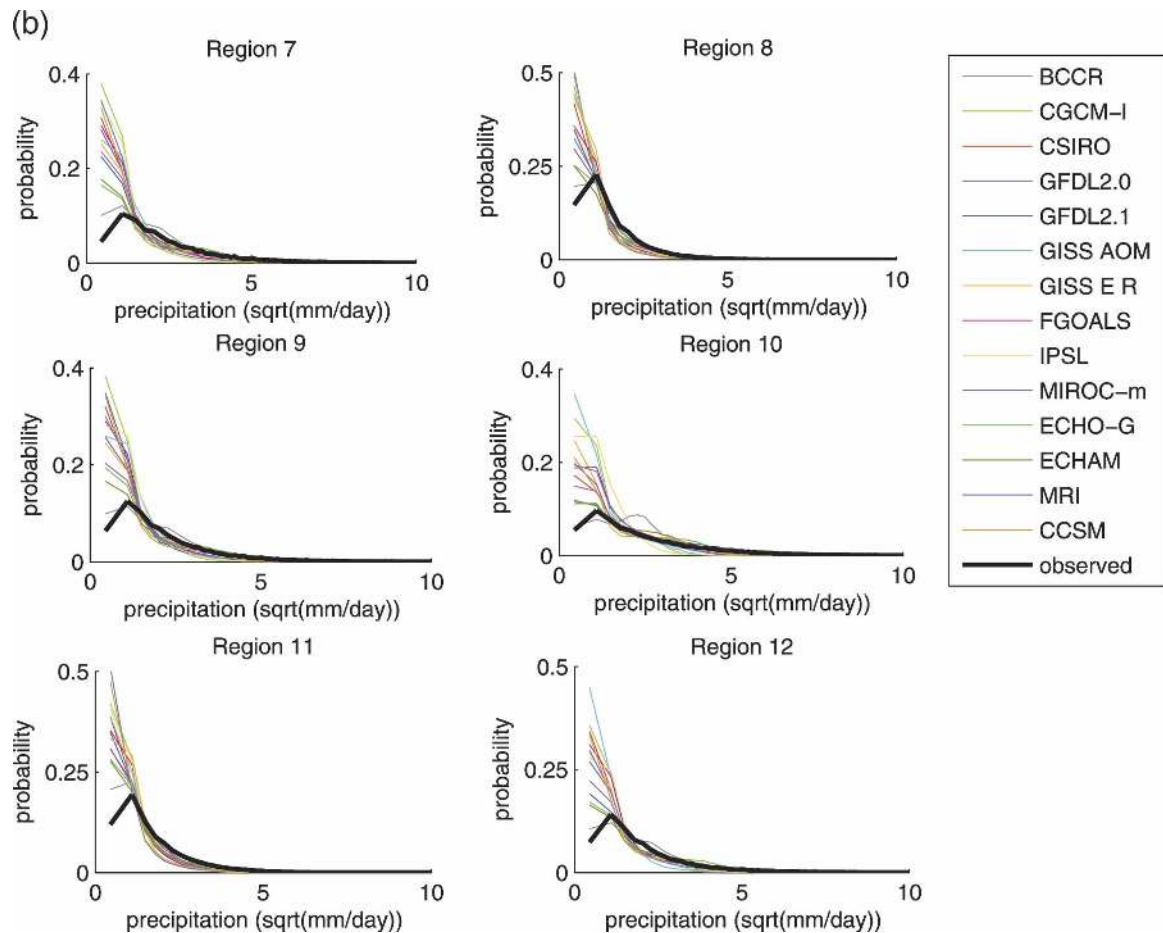 (b)
Region 7
0.4
0.2
0
0
5
10
probability
precipitation (sqrt(mm/day))
Region 8
0.5
0.25
0
0
5
10
probability
precipitation (sqrt(mm/day))
Region 9
0.4
0.2
0
0
5
10
probability
precipitation (sqrt(mm/day))
Region 10
0.4
0.2
0
0
5
10
probability
precipitation (sqrt(mm/day))
Region 11
0.5
0.25
0
0
5
10
probability
precipitation (sqrt(mm/day))
Region 12
0.5
0.25
0
0
5
10
probability
precipitation (sqrt(mm/day))
BCCR
CGCM-I
CSIRO
GFDL2.0
GFDL2.1
GISS AOM
GISS E R
FGOALS
IPSL
MIROC-m
ECHO-G
ECHAM
MRI
CCSM
observed